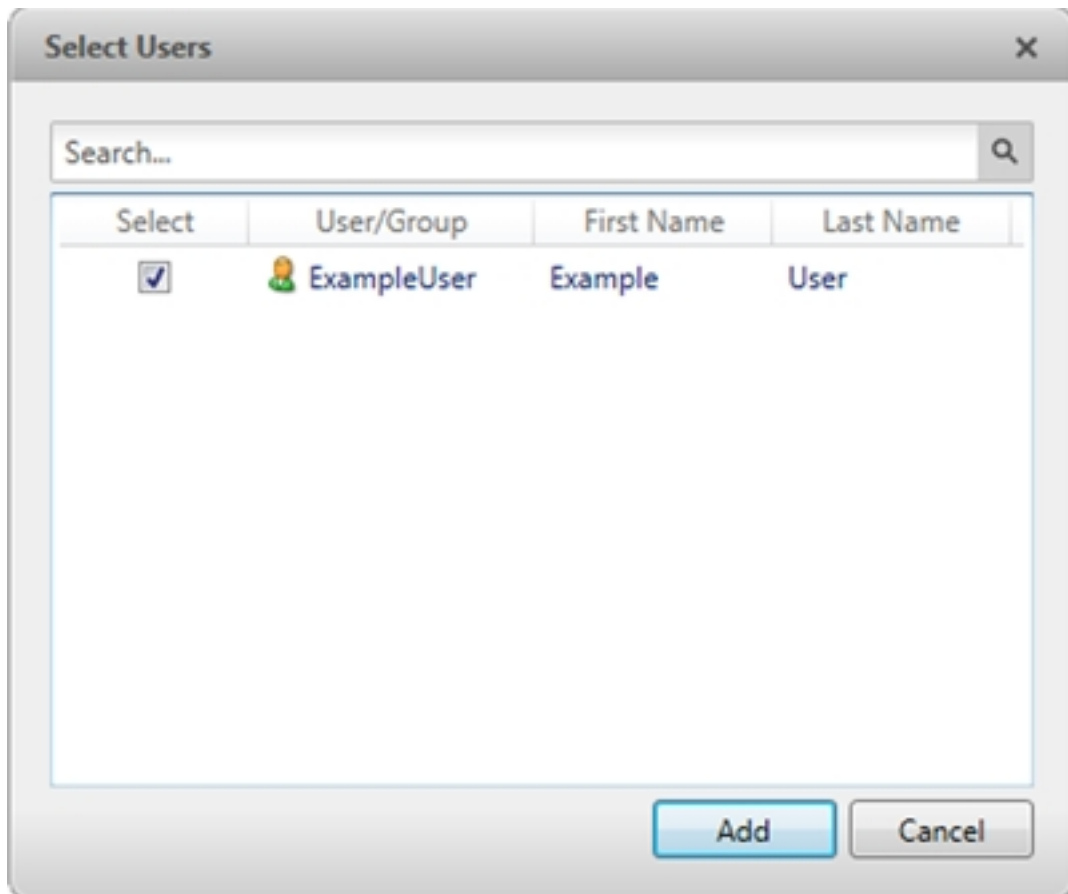 Select Users
Search...
Select User/Group First Name Last Name
ExampleUser Example User
Add Cancel